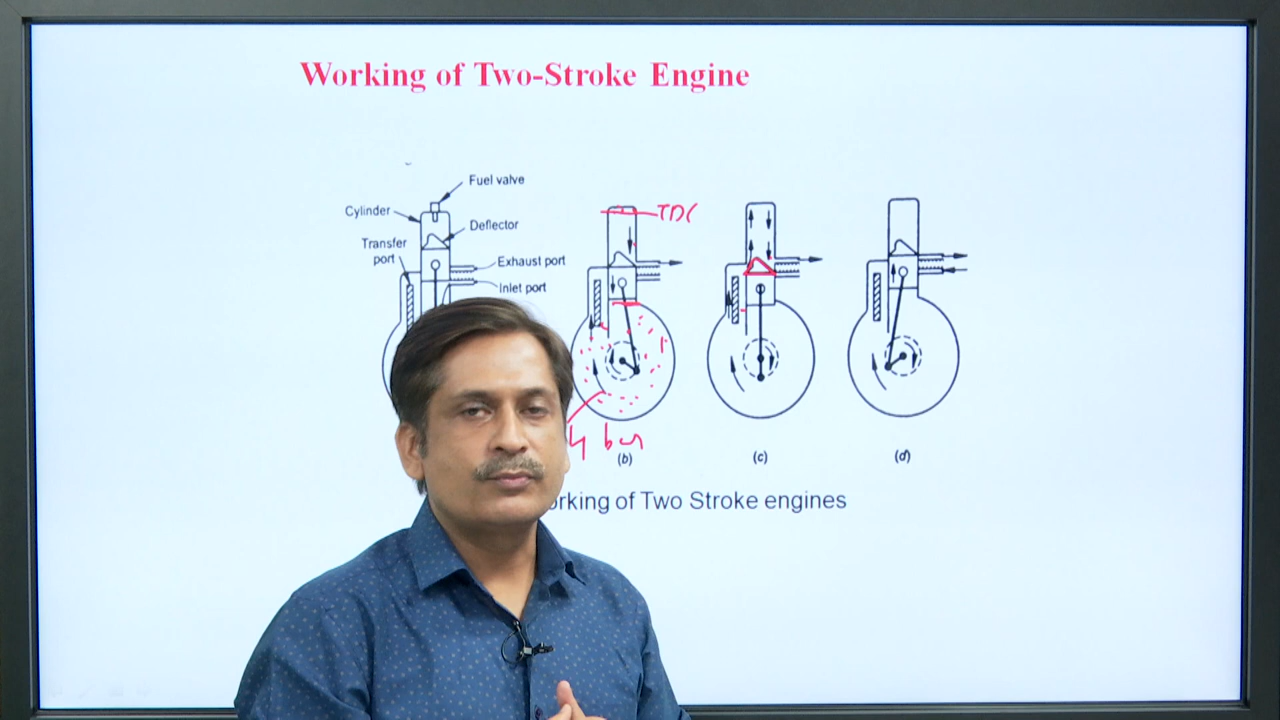 Working of Two-Stroke Engine
Fuel valve
Cylinder
Deflector
Transfer
port
Exhaust port
Inlet port
TDC
(b)
(c)
(d)
orking of Two Stroke engines